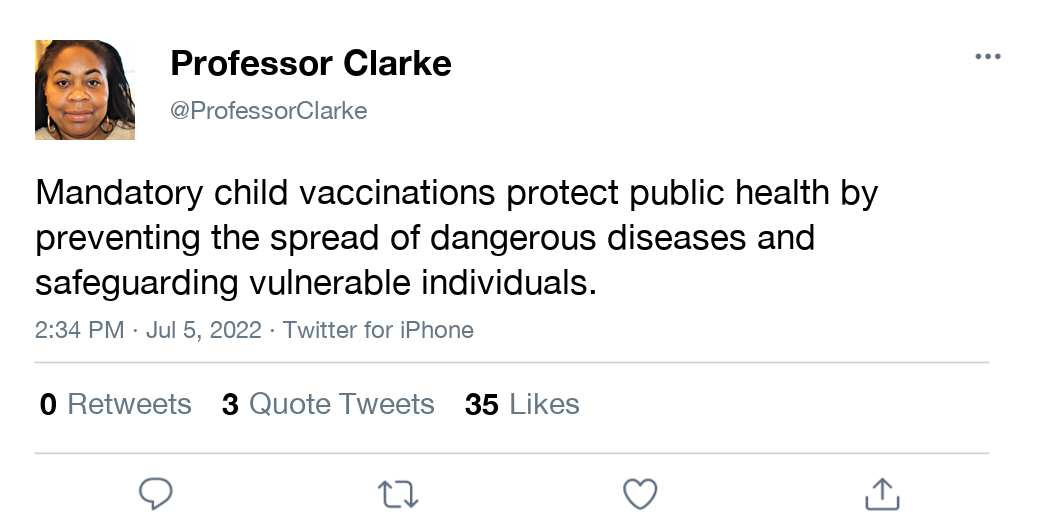 Professor Clarke
@ProfessorClarke
Mandatory child vaccinations protect public health by
preventing the spread of dangerous diseases and
safeguarding vulnerable individuals.
2:34 PM · Jul 5, 2022 · Twitter for iPhone
0 Retweets 3 Quote Tweets 35 Likes